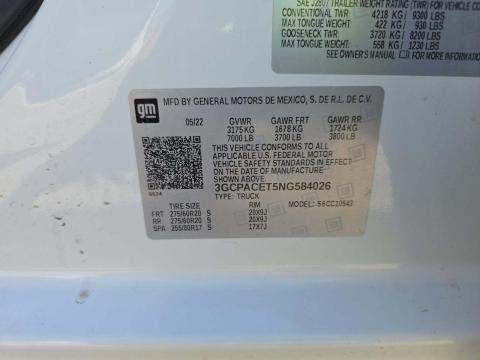 SAE J2807 TRAILER WEIGHT RATING (TWR) FOR VEHICLE CO
CONVENTIONAL TWR: 4218 KG / 9300 LBS
MAX TONGUE WEIGHT: 422 KG / 930 LBS
GOOSENECK TWR: 3720 KG / 8200 LBS
MAX TONGUE WEIGHT: 558 KG / 1230 LBS
SEE OWNER'S MANUAL
gm
MFD BY GENERAL MOTORS DE MEXICO, S. DE R.L. DE C.V.
05/22 GVWR GAWR FRT GAWR RR
3175 KG 1678 KG 1724 KG
7000 LB 3700 LB 3800 LB
THIS VEHICLE CONFORMS TO ALL
APPLICABLE U.S. FEDERAL MOTOR
VEHICLE SAFETY STANDARDS IN
EFFECT ON THE DATE OF MANUFACTURE
SHOWN ABOVE
3GCPACET5NG584026
TYPE: TRUCK
TIRE SIZE RIM MODEL:
FRT 275/60R20 S 20X9J
RR 275/60R20 S 20X9J
SPA 255/80R17 S 17X7J